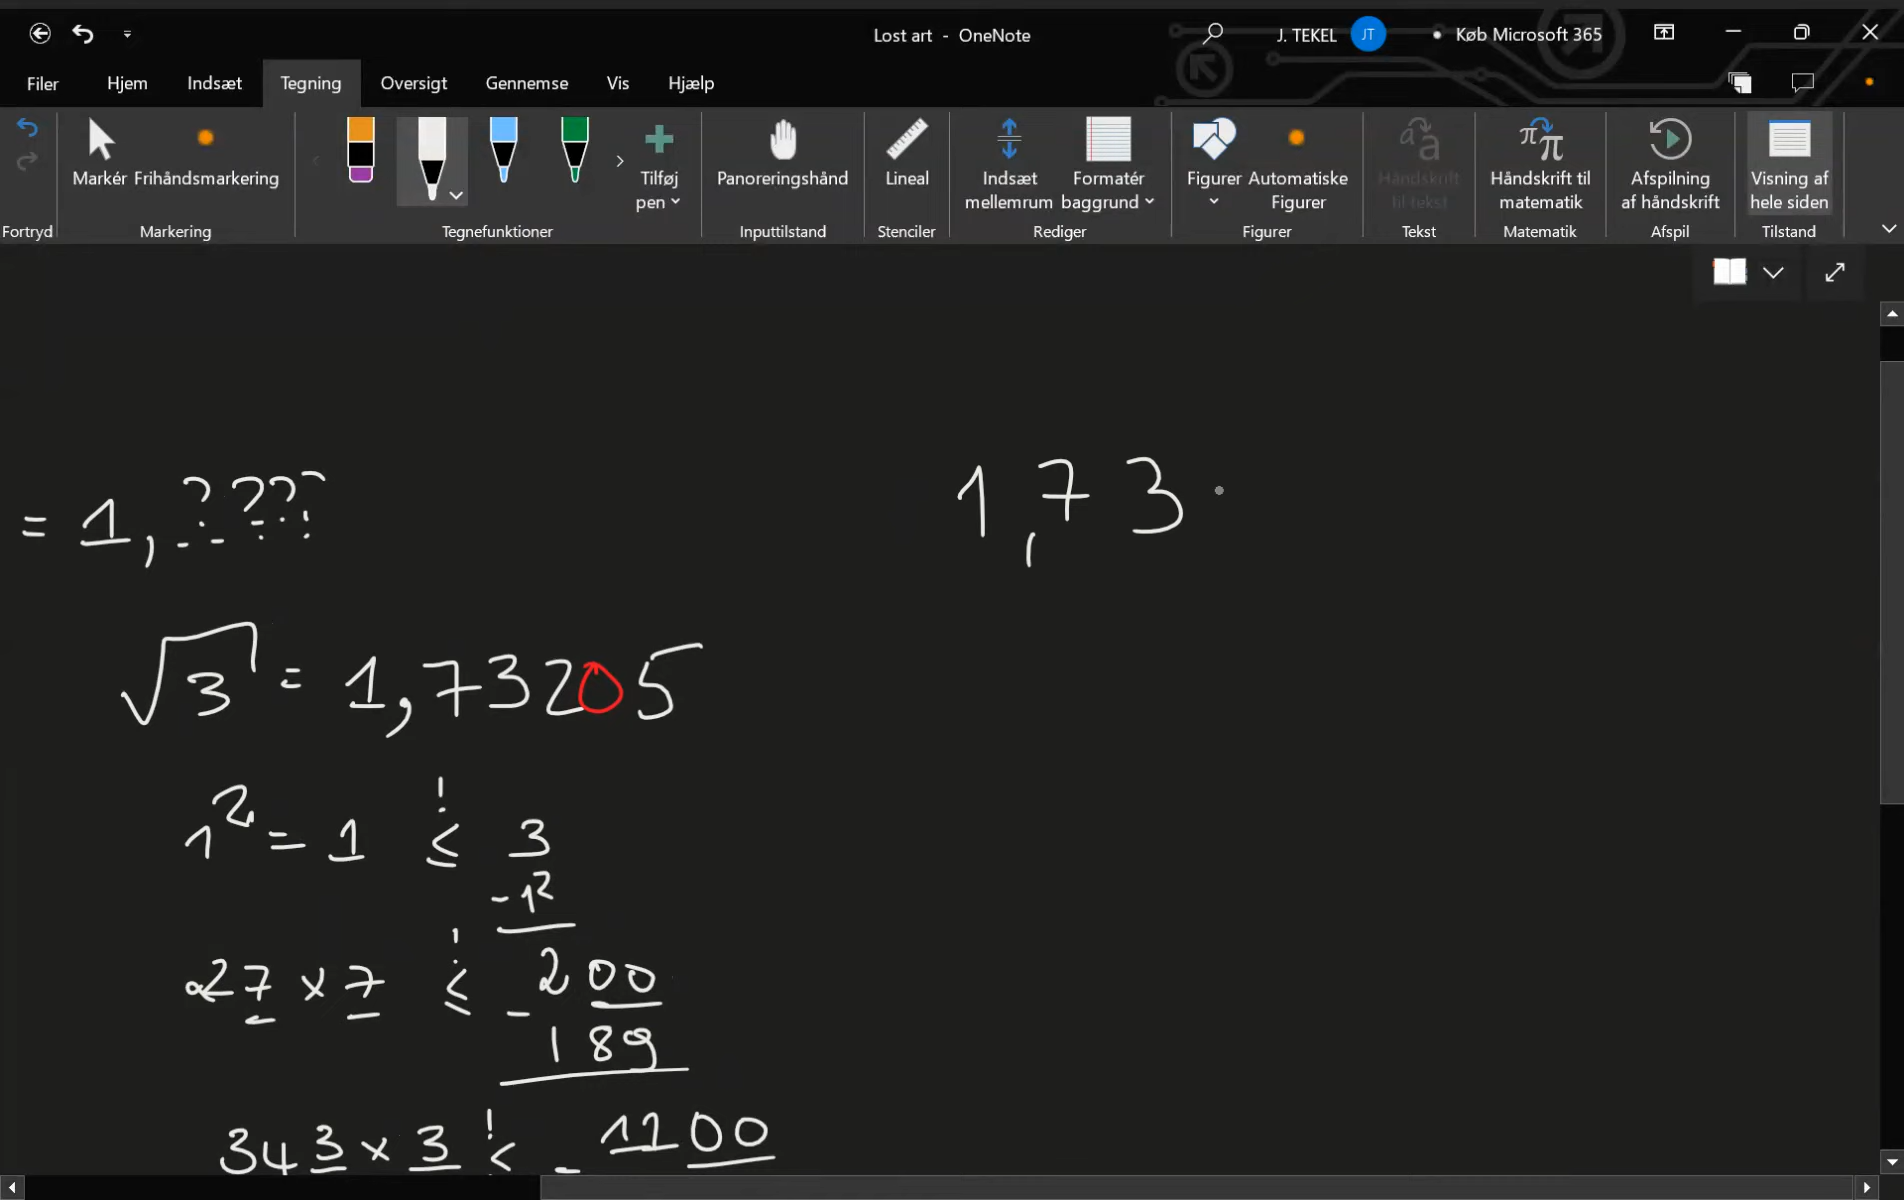 Lost art - OneNote
J. TEKEL JT Køb Microsoft 365
Filer Hjem Indsæt Tegning Oversigt Gennemse Vis Hjælp
Markér Frihåndsmarkering
Tilføj pen
Panoreringshånd
Lineal
Indsæt mellemrum
Formatér baggrund
Figurer
Automatiske Figurer
Håndskrift til tekst
Håndskrift til matematik
Afspilning af håndskrift
Visning af hele siden
Fortryd Markering Tegnefunktioner Inputtilstand Stenciler Rediger Figurer Tekst Matematik Afspil Tilstand
= 1, ????
1,73
√3 = 1,73205
1² = 1 ≤ 3
! 
- 1²
27 × 7 ≤ - 200
!
189
343 × 3 < - 1100
!